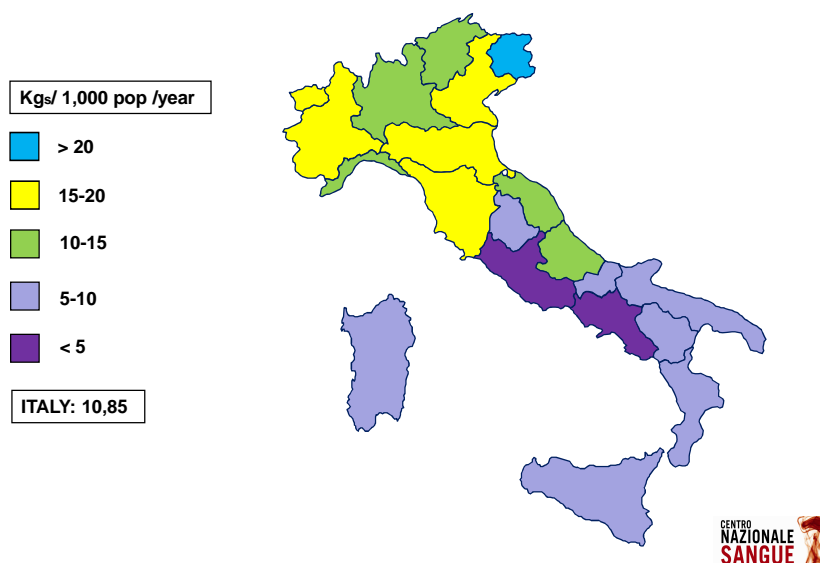 Kgs/ 1,000 pop /year
> 20
15-20
10-15
5-10
< 5
ITALY: 10,85
CENTRO
NAZIONALE
SANGUE